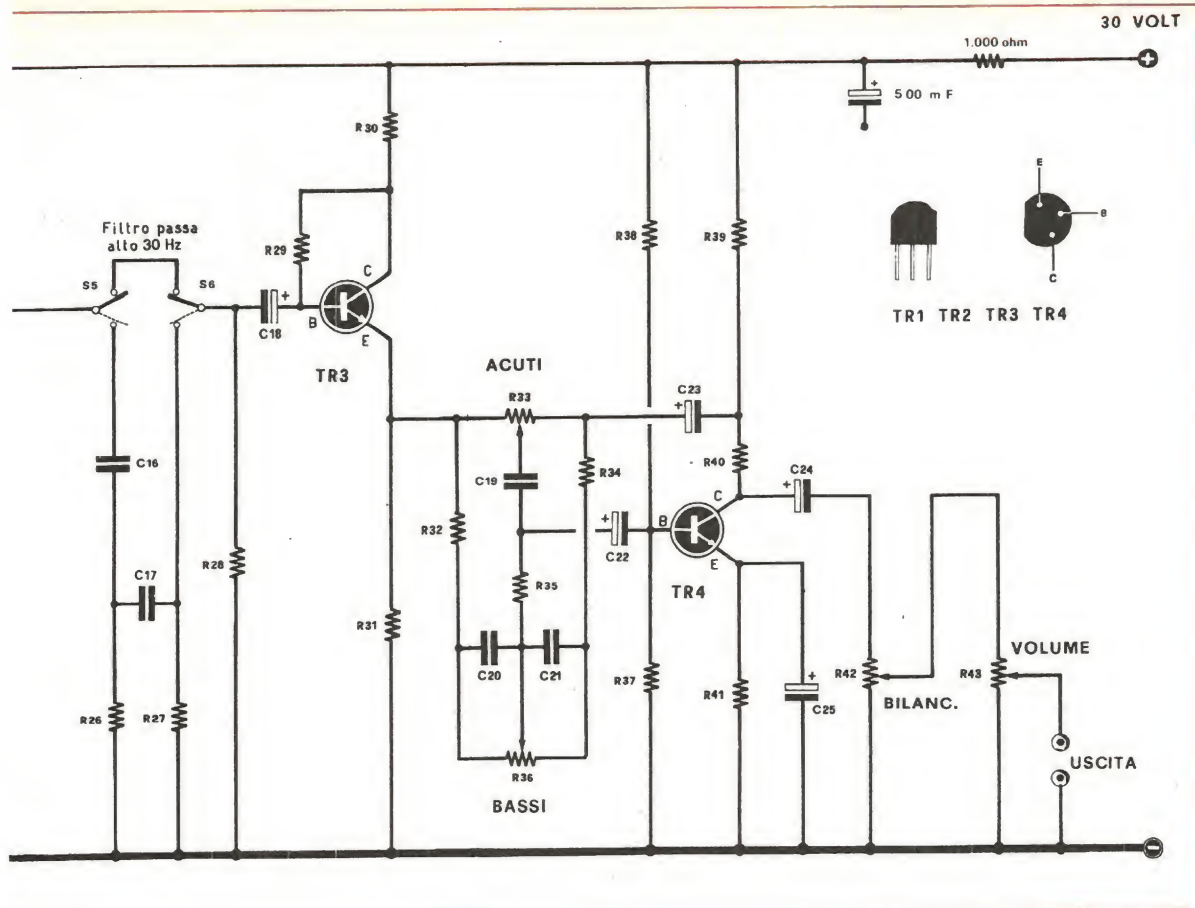 30 VOLT
1.000 ohm
+
+
500 mF
R30
E
B
C
Filtro passa
alto 30 Hz
R29
R38
R39
S5
S6
C
+
C18
B
E
TR1 TR2 TR3 TR4
TR3
ACUTI
C23
R33
+
C16
R34
R40
C24
C19
+
C
R32
+
B
C22
E
R28
C17
R35
TR4
R31
VOLUME
C20
C21
R37
R42
R43
+
R41
C25
BILANC.
R26
R27
USCITA
R36
BASSI
-